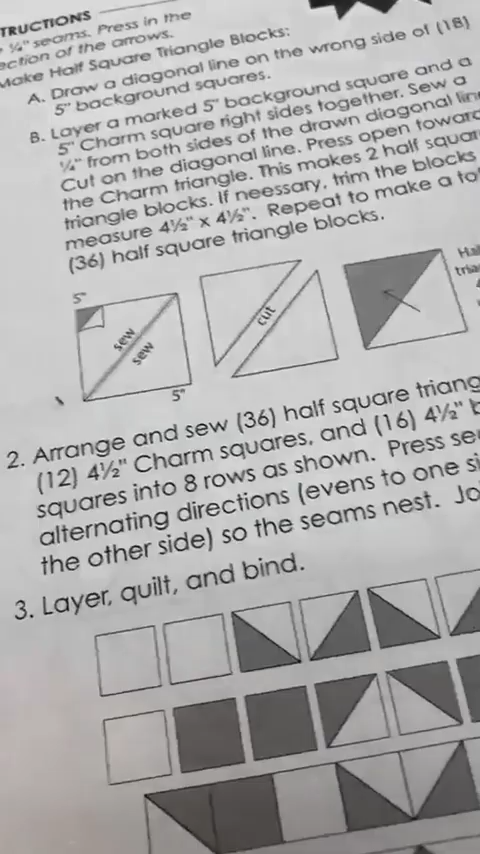 TRUCTIONS
¼" seams. Press in the
ection of the arrows.
Make Half Square Triangle Blocks:
A. Draw a diagonal line on the wrong side of (18)
5" background squares.
B. Layer a marked 5" background square and a
5" Charm square right sides together. Sew a
¼" from both sides of the drawn diagonal line
Cut on the diagonal line. Press open toward
the Charm triangle. This makes 2 half squar
triangle blocks. If neessary, trim the blocks
measure 4½" x 4½". Repeat to make a to
(36) half square triangle blocks.
5"
sew
sew
5"
cut
Hal
tria
2. Arrange and sew (36) half square triang
(12) 4½" Charm squares, and (16) 4½" b
squares into 8 rows as shown. Press se
alternating directions (evens to one si
the other side) so the seams nest. Jo
3. Layer, quilt, and bind.